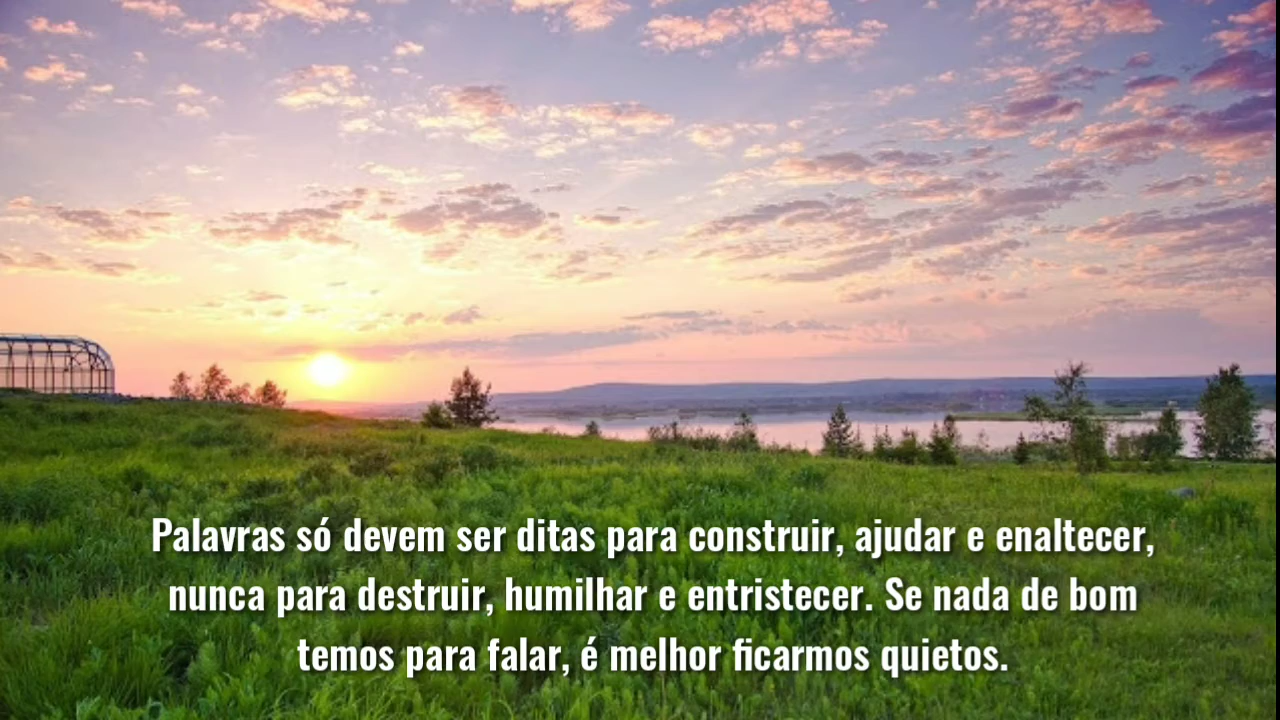 Palavras só devem ser ditas para construir, ajudar e enaltecer,
nunca para destruir, humilhar e entristecer. Se nada de bom
temos para falar, é melhor ficarmos quietos.